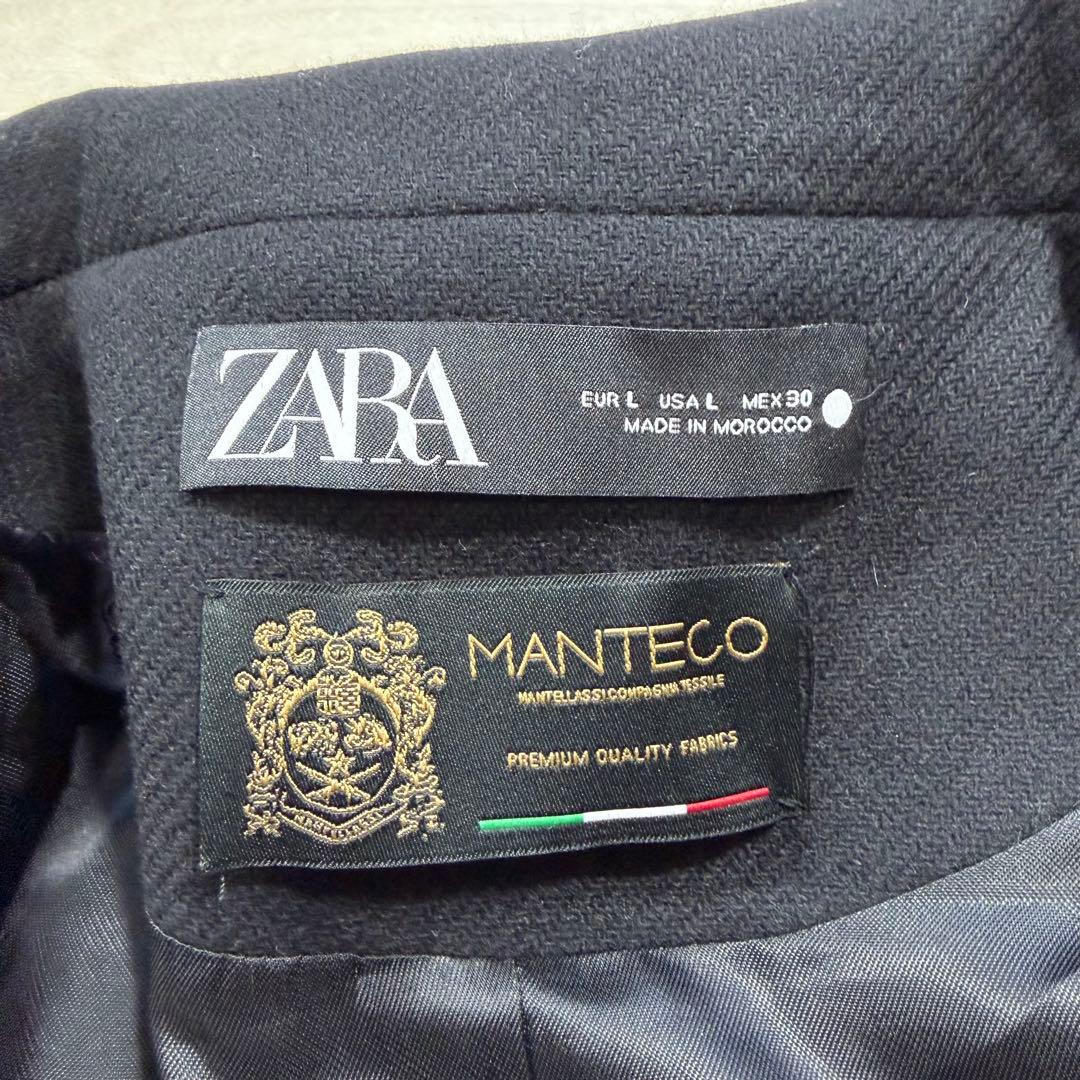 ZARA
EUR L USA L MEX 30
MADE IN MOROCCO
MANTECO
MANTELLASSI COMPAGNIA TESSILE
PREMIUM QUALITY FABRICS